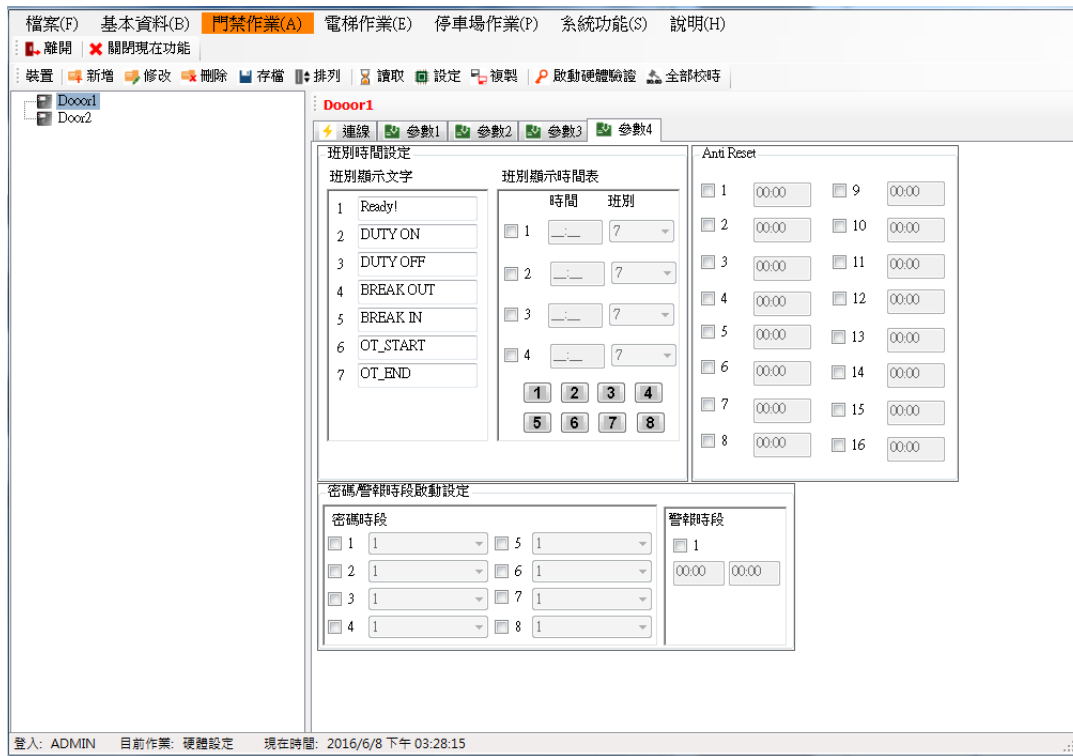 檔案(F) 基本資料(B) 門禁作業(A) 電梯作業(E) 停車場作業(P) 系統功能(S) 說明(H)
離開 關閉現在功能
裝置 新增 修改 刪除 存檔 排列 讀取 設定 複製 啟動硬體驗證 全部校時
Dooor1
Door2
Dooor1
連線 參數1 參數2 參數3 參數4
班別時間設定
班別顯示文字
1 Ready!
2 DUTY ON
3 DUTY OFF
4 BREAK OUT
5 BREAK IN
6 OT_START
7 OT_END
班別顯示時間表
時間 班別
1 __:__ 7
2 __:__ 7
3 __:__ 7
4 __:__ 7
1 2 3 4
5 6 7 8
Anti Reset
1 00:00 9 00:00
2 00:00 10 00:00
3 00:00 11 00:00
4 00:00 12 00:00
5 00:00 13 00:00
6 00:00 14 00:00
7 00:00 15 00:00
8 00:00 16 00:00
密碼/警報時段啟動設定
密碼時段
1 1 5 1
2 1 6 1
3 1 7 1
4 1 8 1
警報時段
1
00:00 00:00
登入: ADMIN 目前作業: 硬體設定 現在時間: 2016/6/8 下午 03:28:15